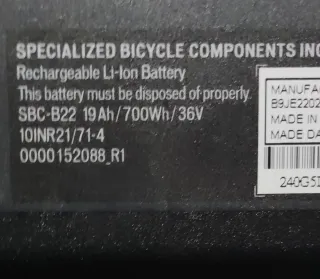 SPECIALIZED BICYCLE COMPONENTS INC
Rechargeable Li-Ion Battery
This battery must be disposed of properly.
SBC-B22 19Ah/700Wh/36V
10INR21/71-4
0000152088_R1
MANUFA
B9JE2202
MADE IN
MADE DA
240G5